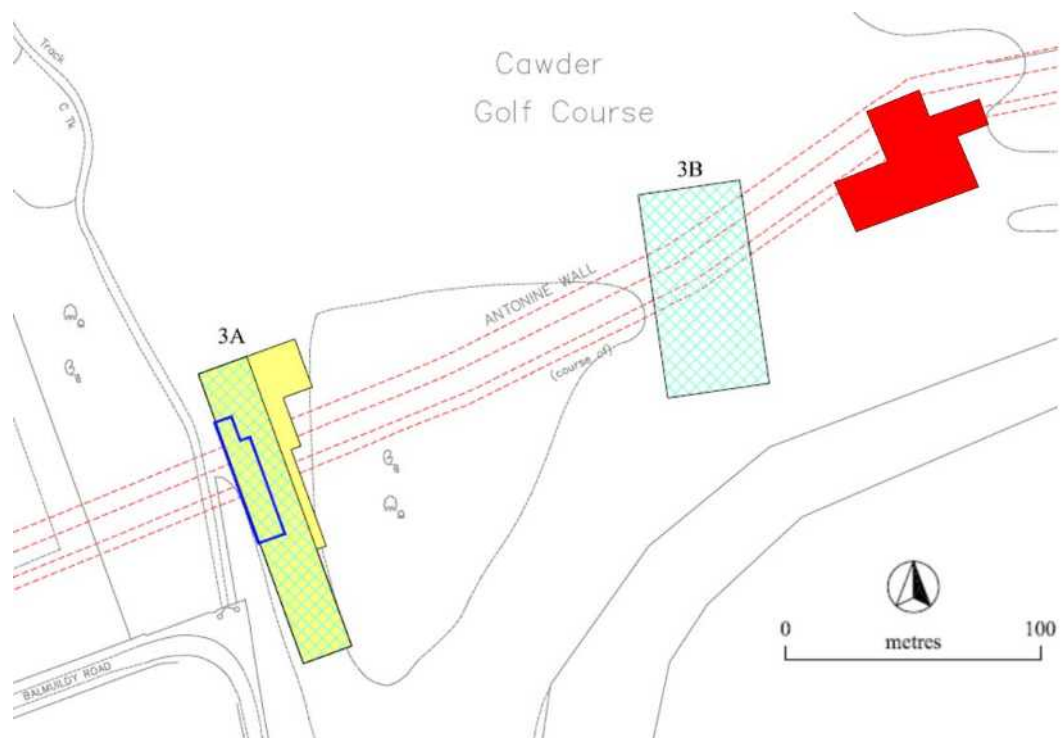 Track
C Tk
Cawder
Golf Course
3B
ANTONINE WALL
(course of)
3A
BALMUILDY ROAD
0
100
metres